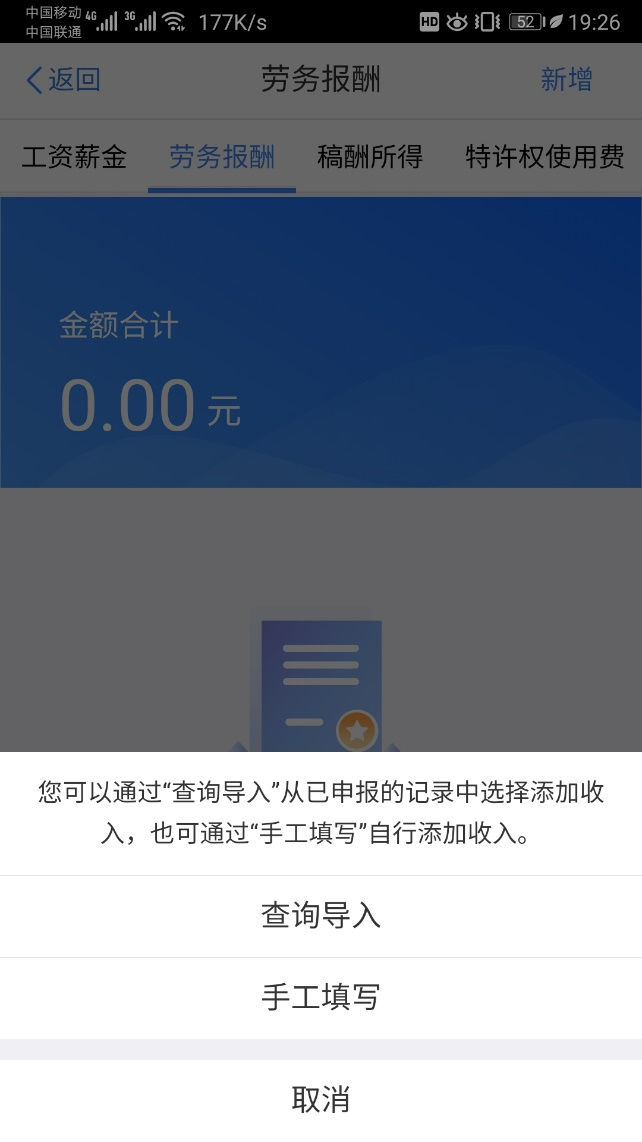 中国移动 4G 3G 177K/s HD 52 19:26
中国联通
返回 劳务报酬 新增
工资薪金 劳务报酬 稿酬所得 特许权使用费
金额合计
0.00 元
您可以通过“查询导入”从已申报的记录中选择添加收
入，也可通过“手工填写”自行添加收入。
查询导入
手工填写
取消